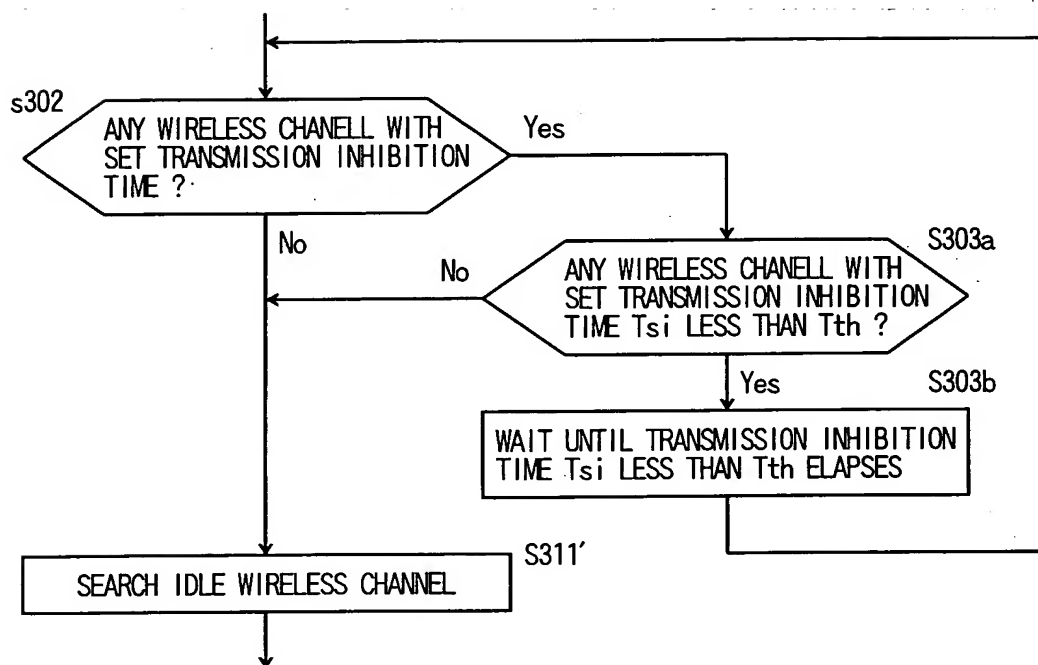 s302
ANY WIRELESS CHANELL WITH
SET TRANSMISSION INHIBITION
TIME ?
Yes
No
S303a
No
ANY WIRELESS CHANELL WITH
SET TRANSMISSION INHIBITION
TIME Tsi LESS THAN Tth ?
Yes
S303b
WAIT UNTIL TRANSMISSION INHIBITION
TIME Tsi LESS THAN Tth ELAPSES
S311′
SEARCH IDLE WIRELESS CHANNEL